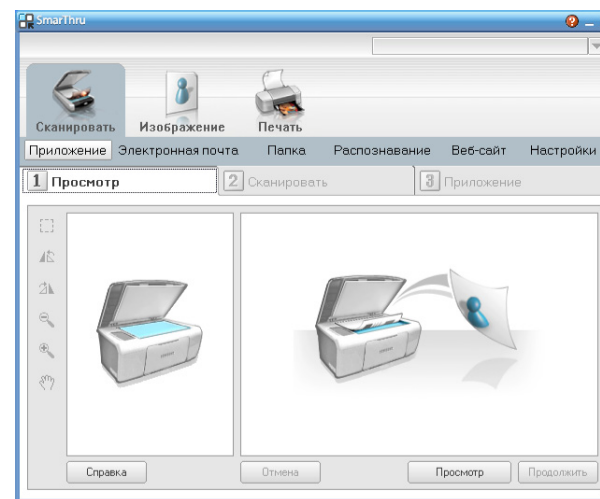 SmarThru
Сканировать Изображение Печать
Приложение Электронная почта Папка Распознавание Веб-сайт Настройки
1 Просмотр 2 Сканировать 3 Приложение
Справка Отмена Просмотр Продолжить